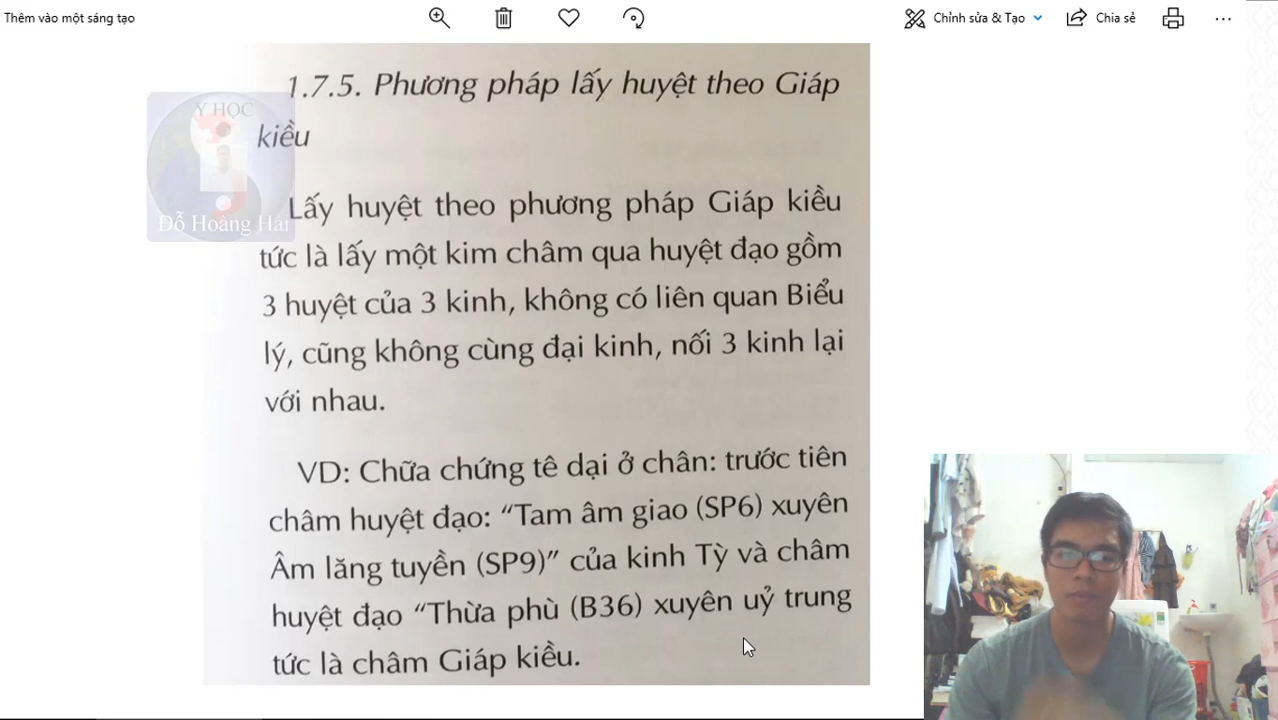 Thêm vào một sáng tạo
Chỉnh sửa & Tạo
Chia sẻ
1.7.5. Phương pháp lấy huyệt theo Giáp
kiều
Y HỌC
Đỗ Hoàng Hải
Lấy huyệt theo phương pháp Giáp kiều
tức là lấy một kim châm qua huyệt đạo gồm
3 huyệt của 3 kinh, không có liên quan Biểu
lý, cũng không cùng đại kinh, nối 3 kinh lại
với nhau.
VD: Chữa chứng tê dại ở chân: trước tiên
châm huyệt đạo: “Tam âm giao (SP6) xuyên
Âm lăng tuyền (SP9)” của kinh Tỳ và châm
huyệt đạo “Thừa phù (B36) xuyên uỷ trung
tức là châm Giáp kiều.